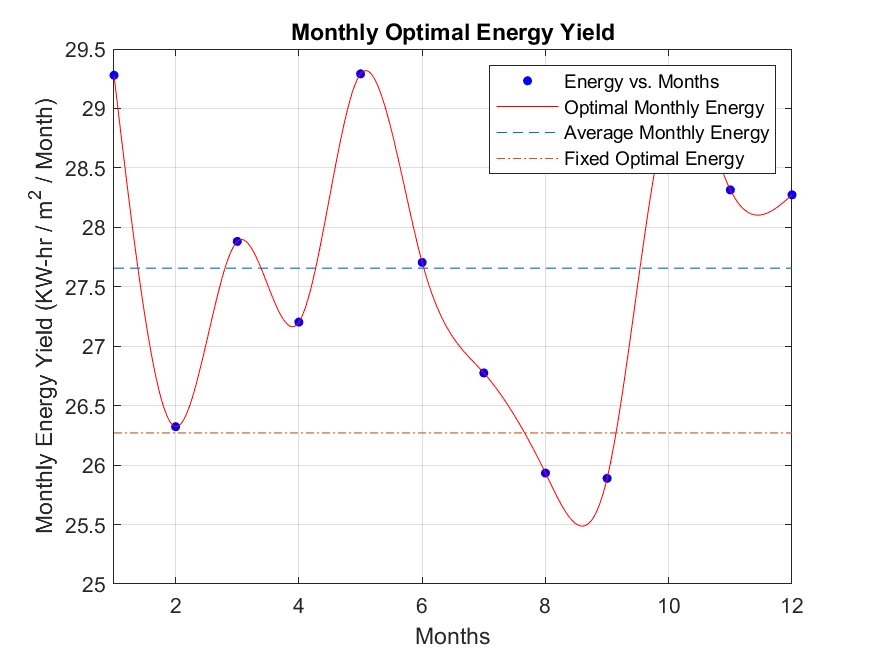 Monthly Optimal Energy Yield
Energy vs. Months
Optimal Monthly Energy
Average Monthly Energy
Fixed Optimal Energy
Monthly Energy Yield (KW-hr / m² / Month)
29.5
29
28.5
28
27.5
27
26.5
26
25.5
25
2 4 6 8 10 12
Months